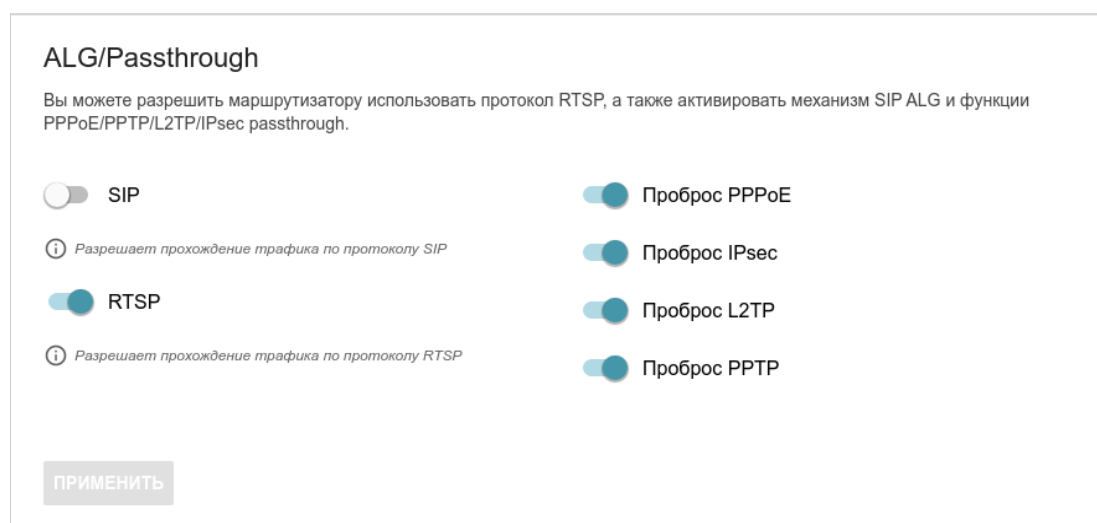 ALG/Passthrough
Вы можете разрешить маршрутизатору использовать протокол RTSP, а также активировать механизм SIP ALG и функции
PPPoE/PPTP/L2TP/IPsec passthrough.
SIP
Разрешает прохождение трафика по протоколу SIP
RTSP
Разрешает прохождение трафика по протоколу RTSP
Проброс PPPoE
Проброс IPsec
Проброс L2TP
Проброс PPTP
ПРИМЕНИТЬ